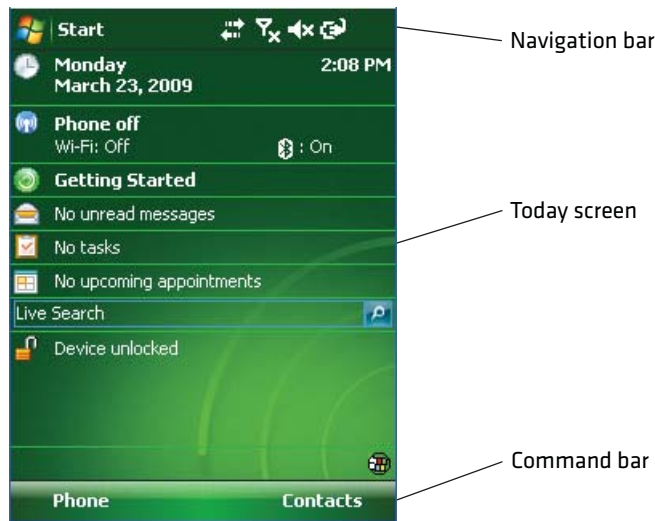 Start
Navigation bar
Monday 2:08 PM
March 23, 2009
Phone off
Wi-Fi: Off : On
Getting Started
No unread messages
Today screen
No tasks
No upcoming appointments
Live Search
Device unlocked
Command bar
Phone Contacts